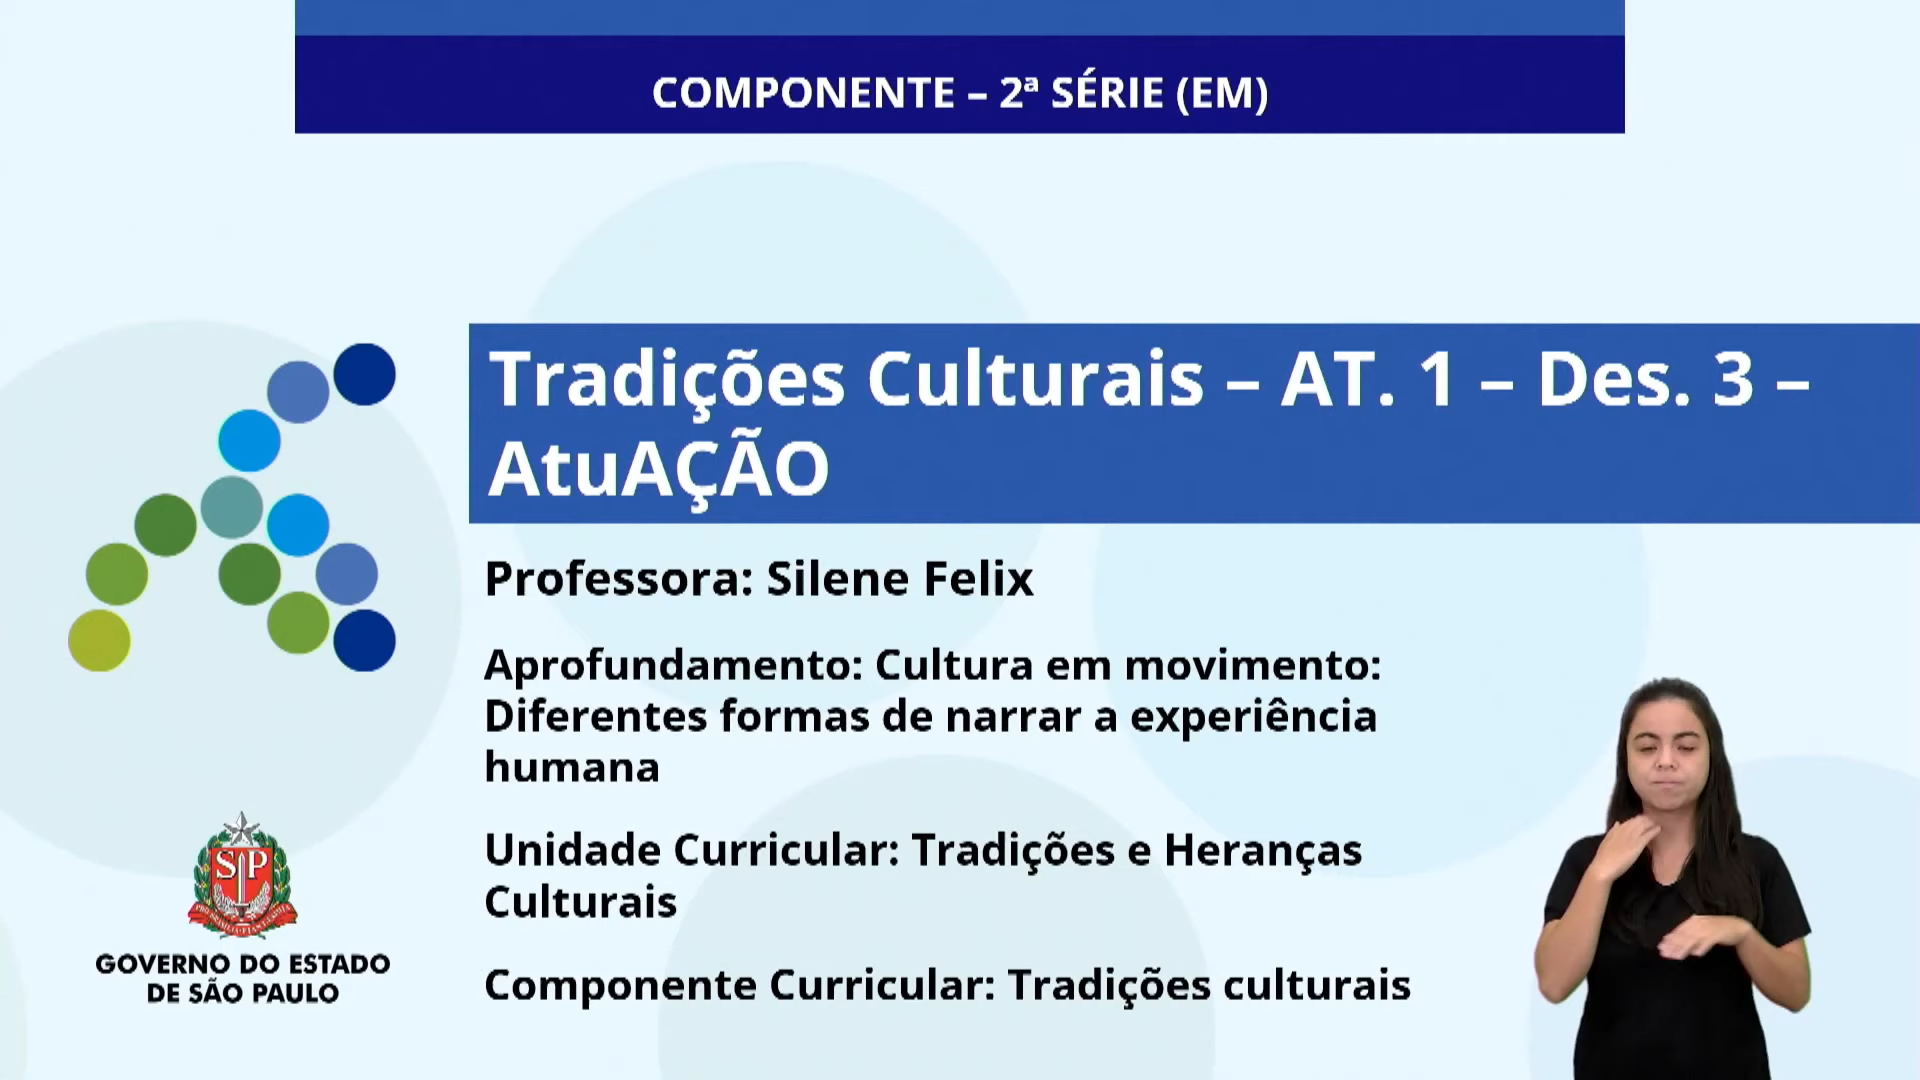 COMPONENTE – 2ª SÉRIE (EM)
Tradições Culturais – AT. 1 – Des. 3 –
AtuAÇÃO
Professora: Silene Felix
Aprofundamento: Cultura em movimento:
Diferentes formas de narrar a experiência
humana
Unidade Curricular: Tradições e Heranças
Culturais
Componente Curricular: Tradições culturais
SP
GOVERNO DO ESTADO
DE SÃO PAULO